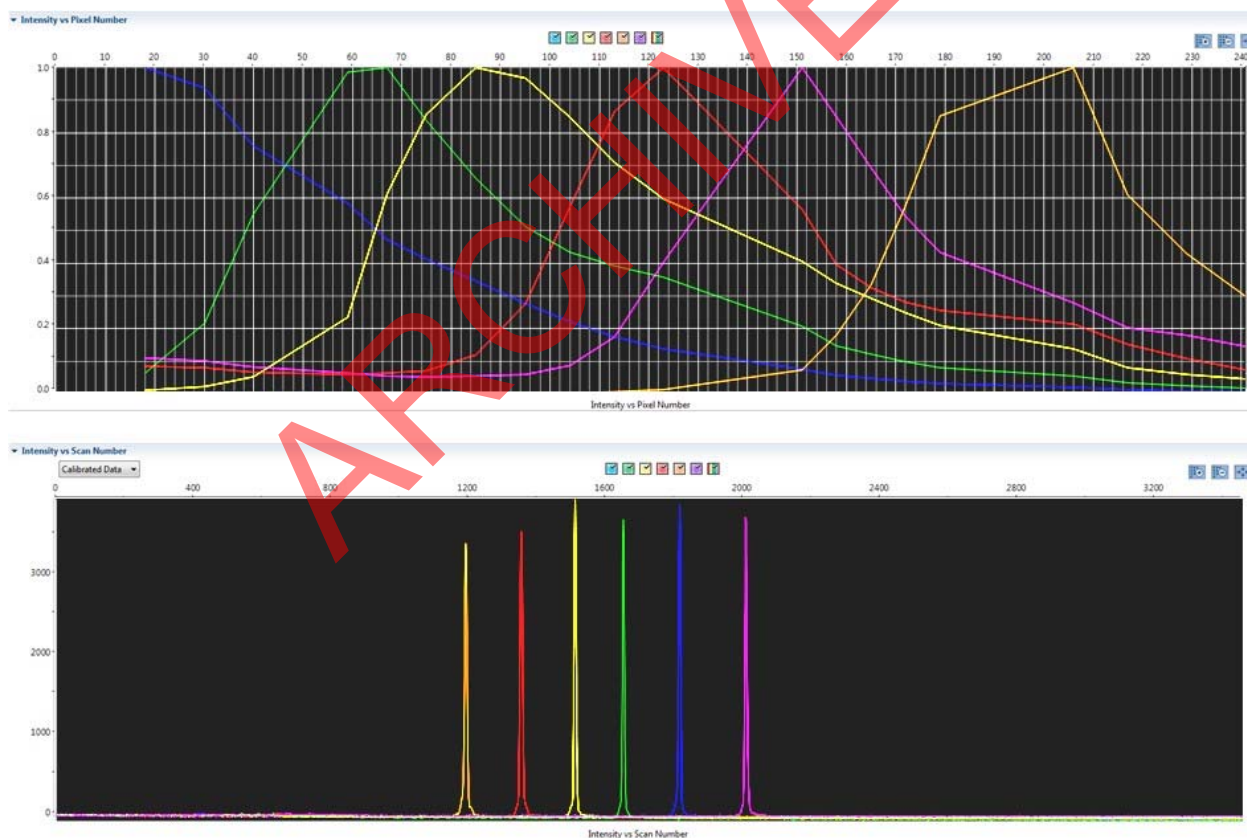 Intensity vs Pixel Number
0 10 20 30 40 50 60 70 80 90 100 110 120 130 140 150 160 170 180 190 200 210 220 230 240
1.0
0.8
0.6
0.4
0.2
0.0
Intensity vs Pixel Number
ARCHIVE
Intensity vs Scan Number
Calibrated Data
0 400 800 1200 1600 2000 2400 2800 3200
3000
2000
1000
0
Intensity vs Scan Number